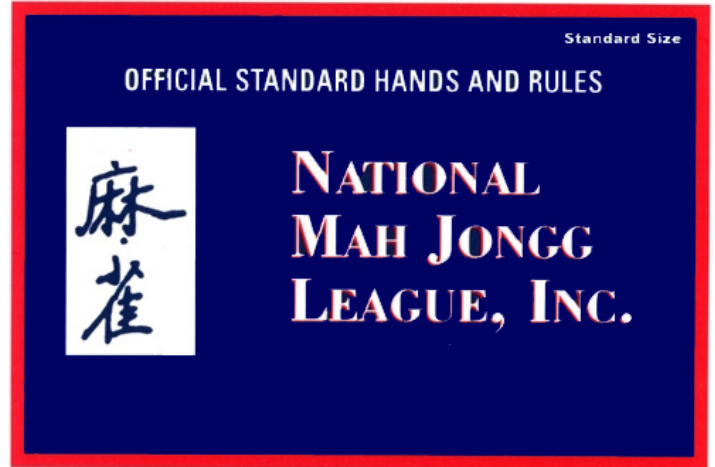 Standard Size
OFFICIAL STANDARD HANDS AND RULES
麻
雀
NATIONAL
MAH JONGG
LEAGUE, INC.